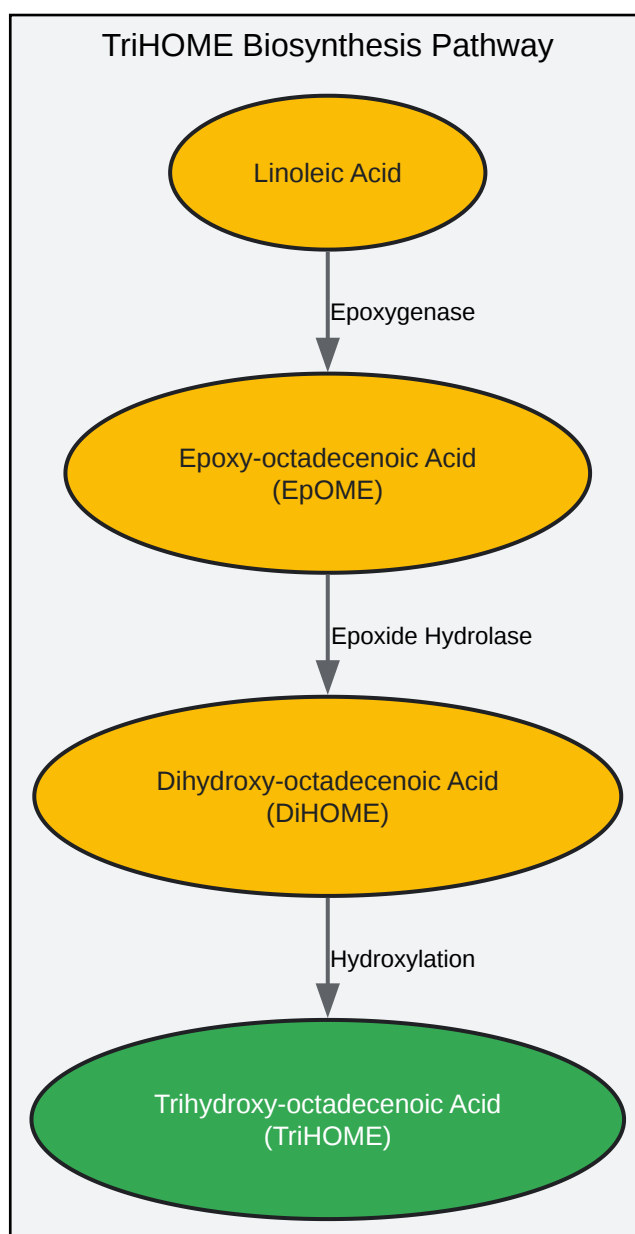 TriHOME Biosynthesis Pathway
Linoleic Acid
Epoxygenase
Epoxy-octadecenoic Acid
(EpOME)
Epoxide Hydrolase
Dihydroxy-octadecenoic Acid
(DiHOME)
Hydroxylation
Trihydroxy-octadecenoic Acid
(TriHOME)